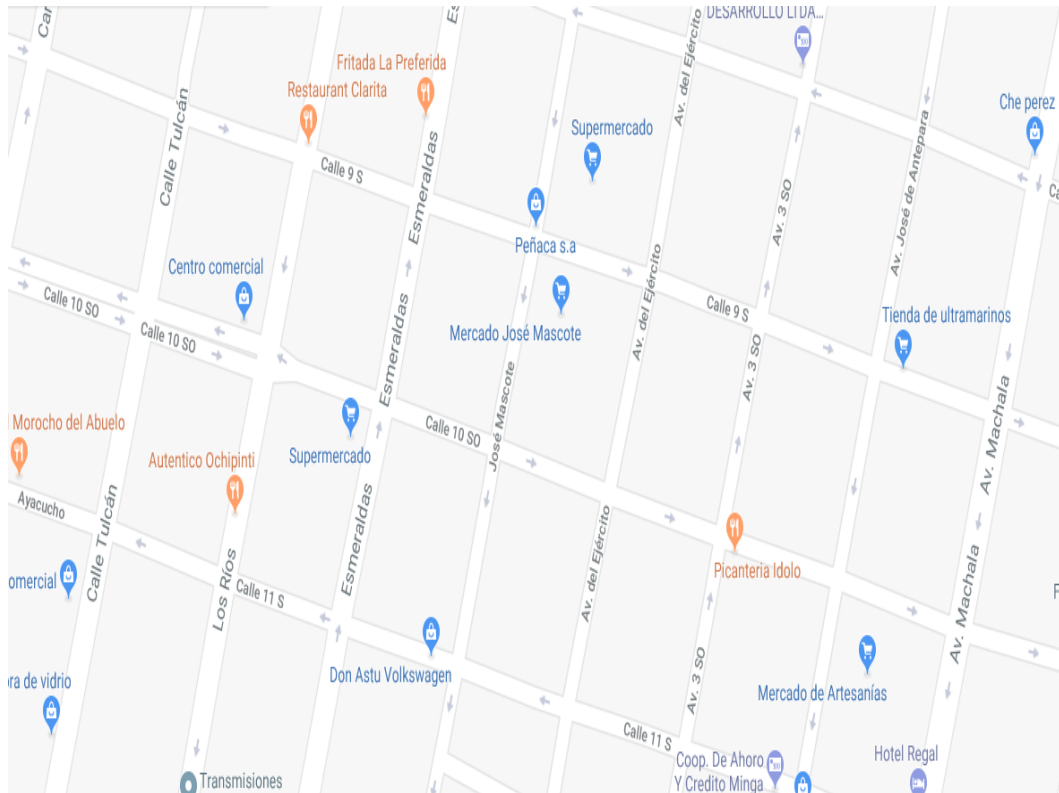 DESARROLLO LTDA...
Fritada La Preferida
Restaurant Clarita
Che perez
Supermercado
Av. del Ejército
Calle Tulcán
Esmeraldas
Av. José de Antepara
Calle 9 S
Av. 3 SO
Peñaca s.a
Centro comercial
Av. del Ejército
Calle 10 SO
Calle 10 SO
Esmeraldas
Mercado José Mascote
Calle 9 S
Tienda de ultramarinos
Av. 3 SO
José Mascote
Av. Machala
Morocho del Abuelo
Supermercado
Calle 10 SO
Autentico Ochipinti
Ayacucho
Calle Tulcán
Esmeraldas
Av. del Ejército
Picanteria Idolo
Los Ríos
Calle 11 S
Av. Machala
omercial
Don Astu Volkswagen
Av. 3 SO
ora de vidrio
Mercado de Artesanías
Calle 11 S
Coop. De Ahoro
Y Credito Minga
Hotel Regal
Transmisiones